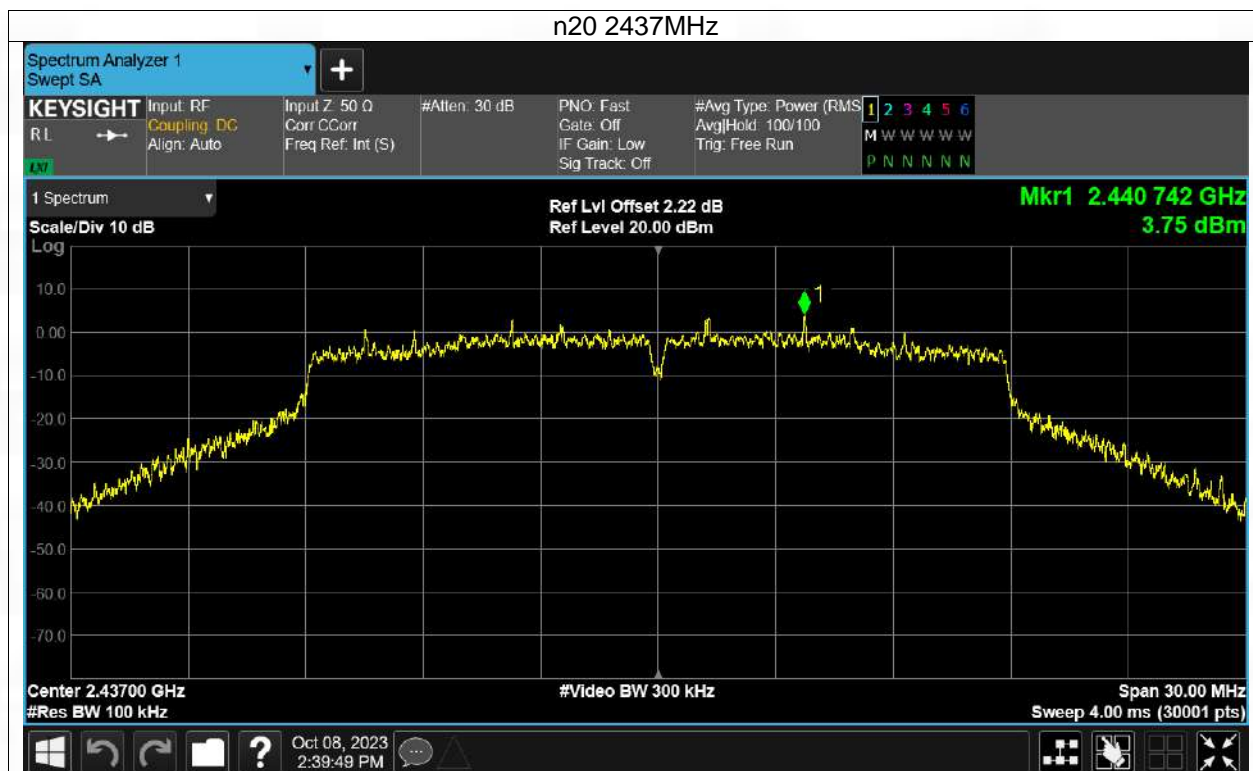 n20 2437MHz
Spectrum Analyzer 1
Swept SA
+
KEYSIGHT
R L
LXI
Input: RF
Coupling: DC
Align: Auto
Input Z: 50 Ω
Corr CCorr
Freq Ref: Int (S)
#Atten: 30 dB
PNO: Fast
Gate: Off
IF Gain: Low
Sig Track: Off
#Avg Type: Power (RMS
Avg|Hold: 100/100
Trig: Free Run
1 2 3 4 5 6
M W W W W W
P N N N N N
1 Spectrum
Scale/Div 10 dB
Log
Ref Lvl Offset 2.22 dB
Ref Level 20.00 dBm
Mkr1 2.440 742 GHz
3.75 dBm
1
10.0
0.00
-10.0
-20.0
-30.0
-40.0
-50.0
-60.0
-70.0
Center 2.43700 GHz
#Res BW 100 kHz
#Video BW 300 kHz
Span 30.00 MHz
Sweep 4.00 ms (30001 pts)
?
Oct 08, 2023
2:39:49 PM